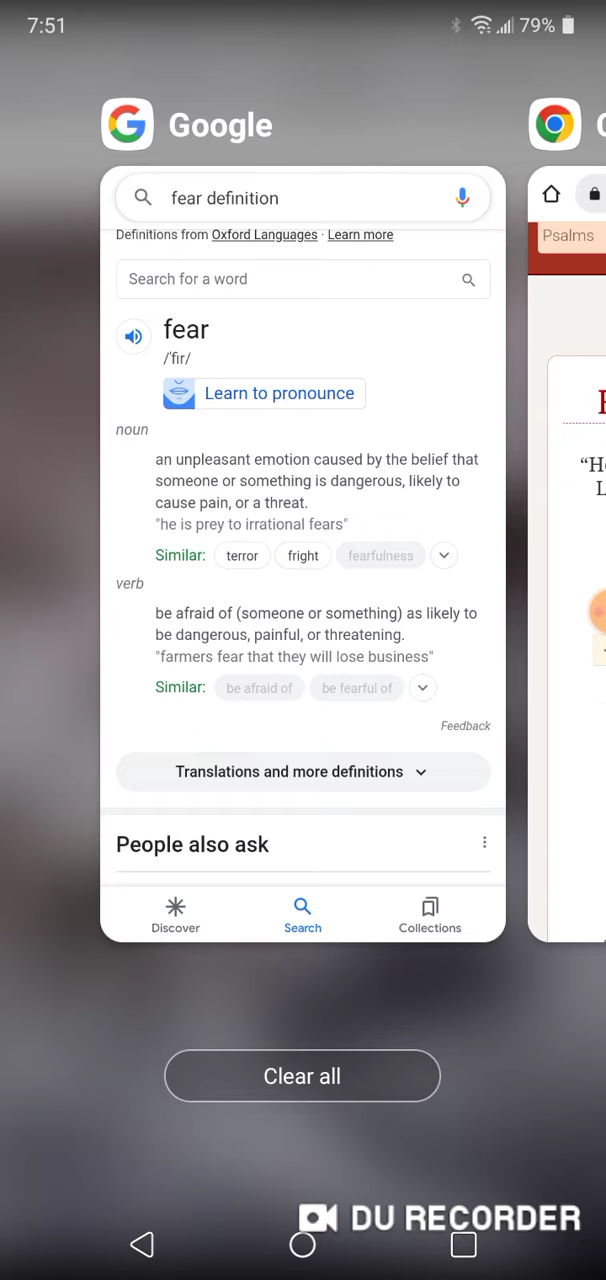 7:51
79%
Google
fear definition
Definitions from Oxford Languages · Learn more
Search for a word
fear
/ˈfir/
Learn to pronounce
noun
an unpleasant emotion caused by the belief that
someone or something is dangerous, likely to
cause pain, or a threat.
"he is prey to irrational fears"
Similar: terror fright fearfulness
verb
be afraid of (someone or something) as likely to
be dangerous, painful, or threatening.
"farmers fear that they will lose business"
Similar: be afraid of be fearful of
Feedback
Translations and more definitions
People also ask
Discover Search Collections
Psalms
Clear all
DU RECORDER